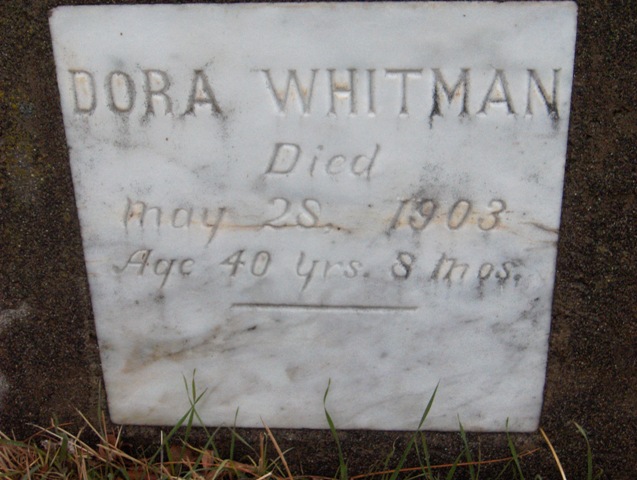 DORA WHITMAN
Died
May 28, 1903
Age 40 yrs. 8 mos.